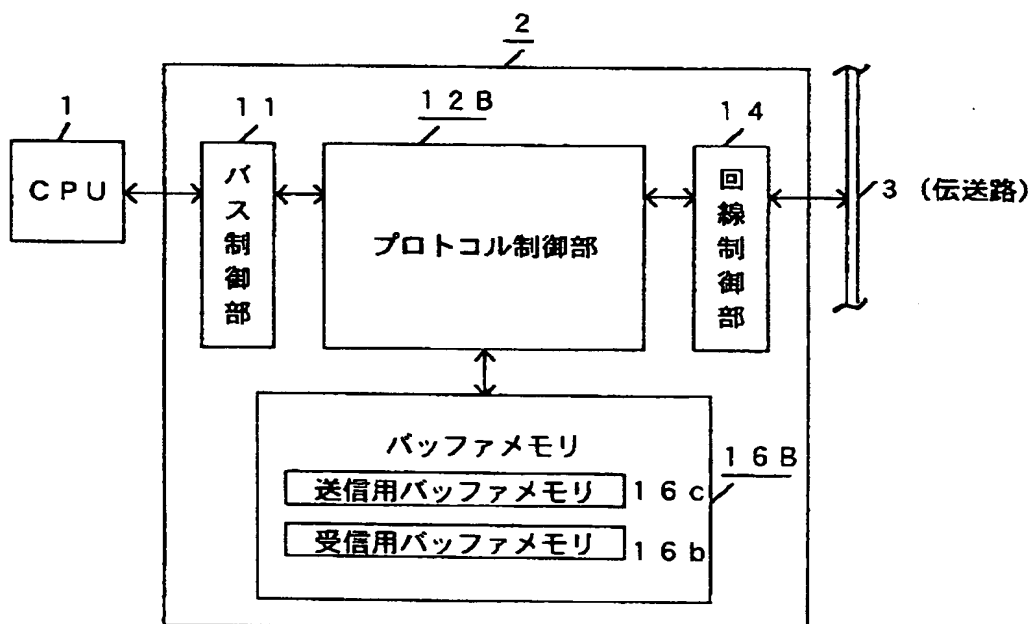 2
1
11
12B
14
CPU
バス制御部
プロトコル制御部
回線制御部
3 (伝送路)
バッファメモリ
16B
送信用バッファメモリ
16c
受信用バッファメモリ
16b